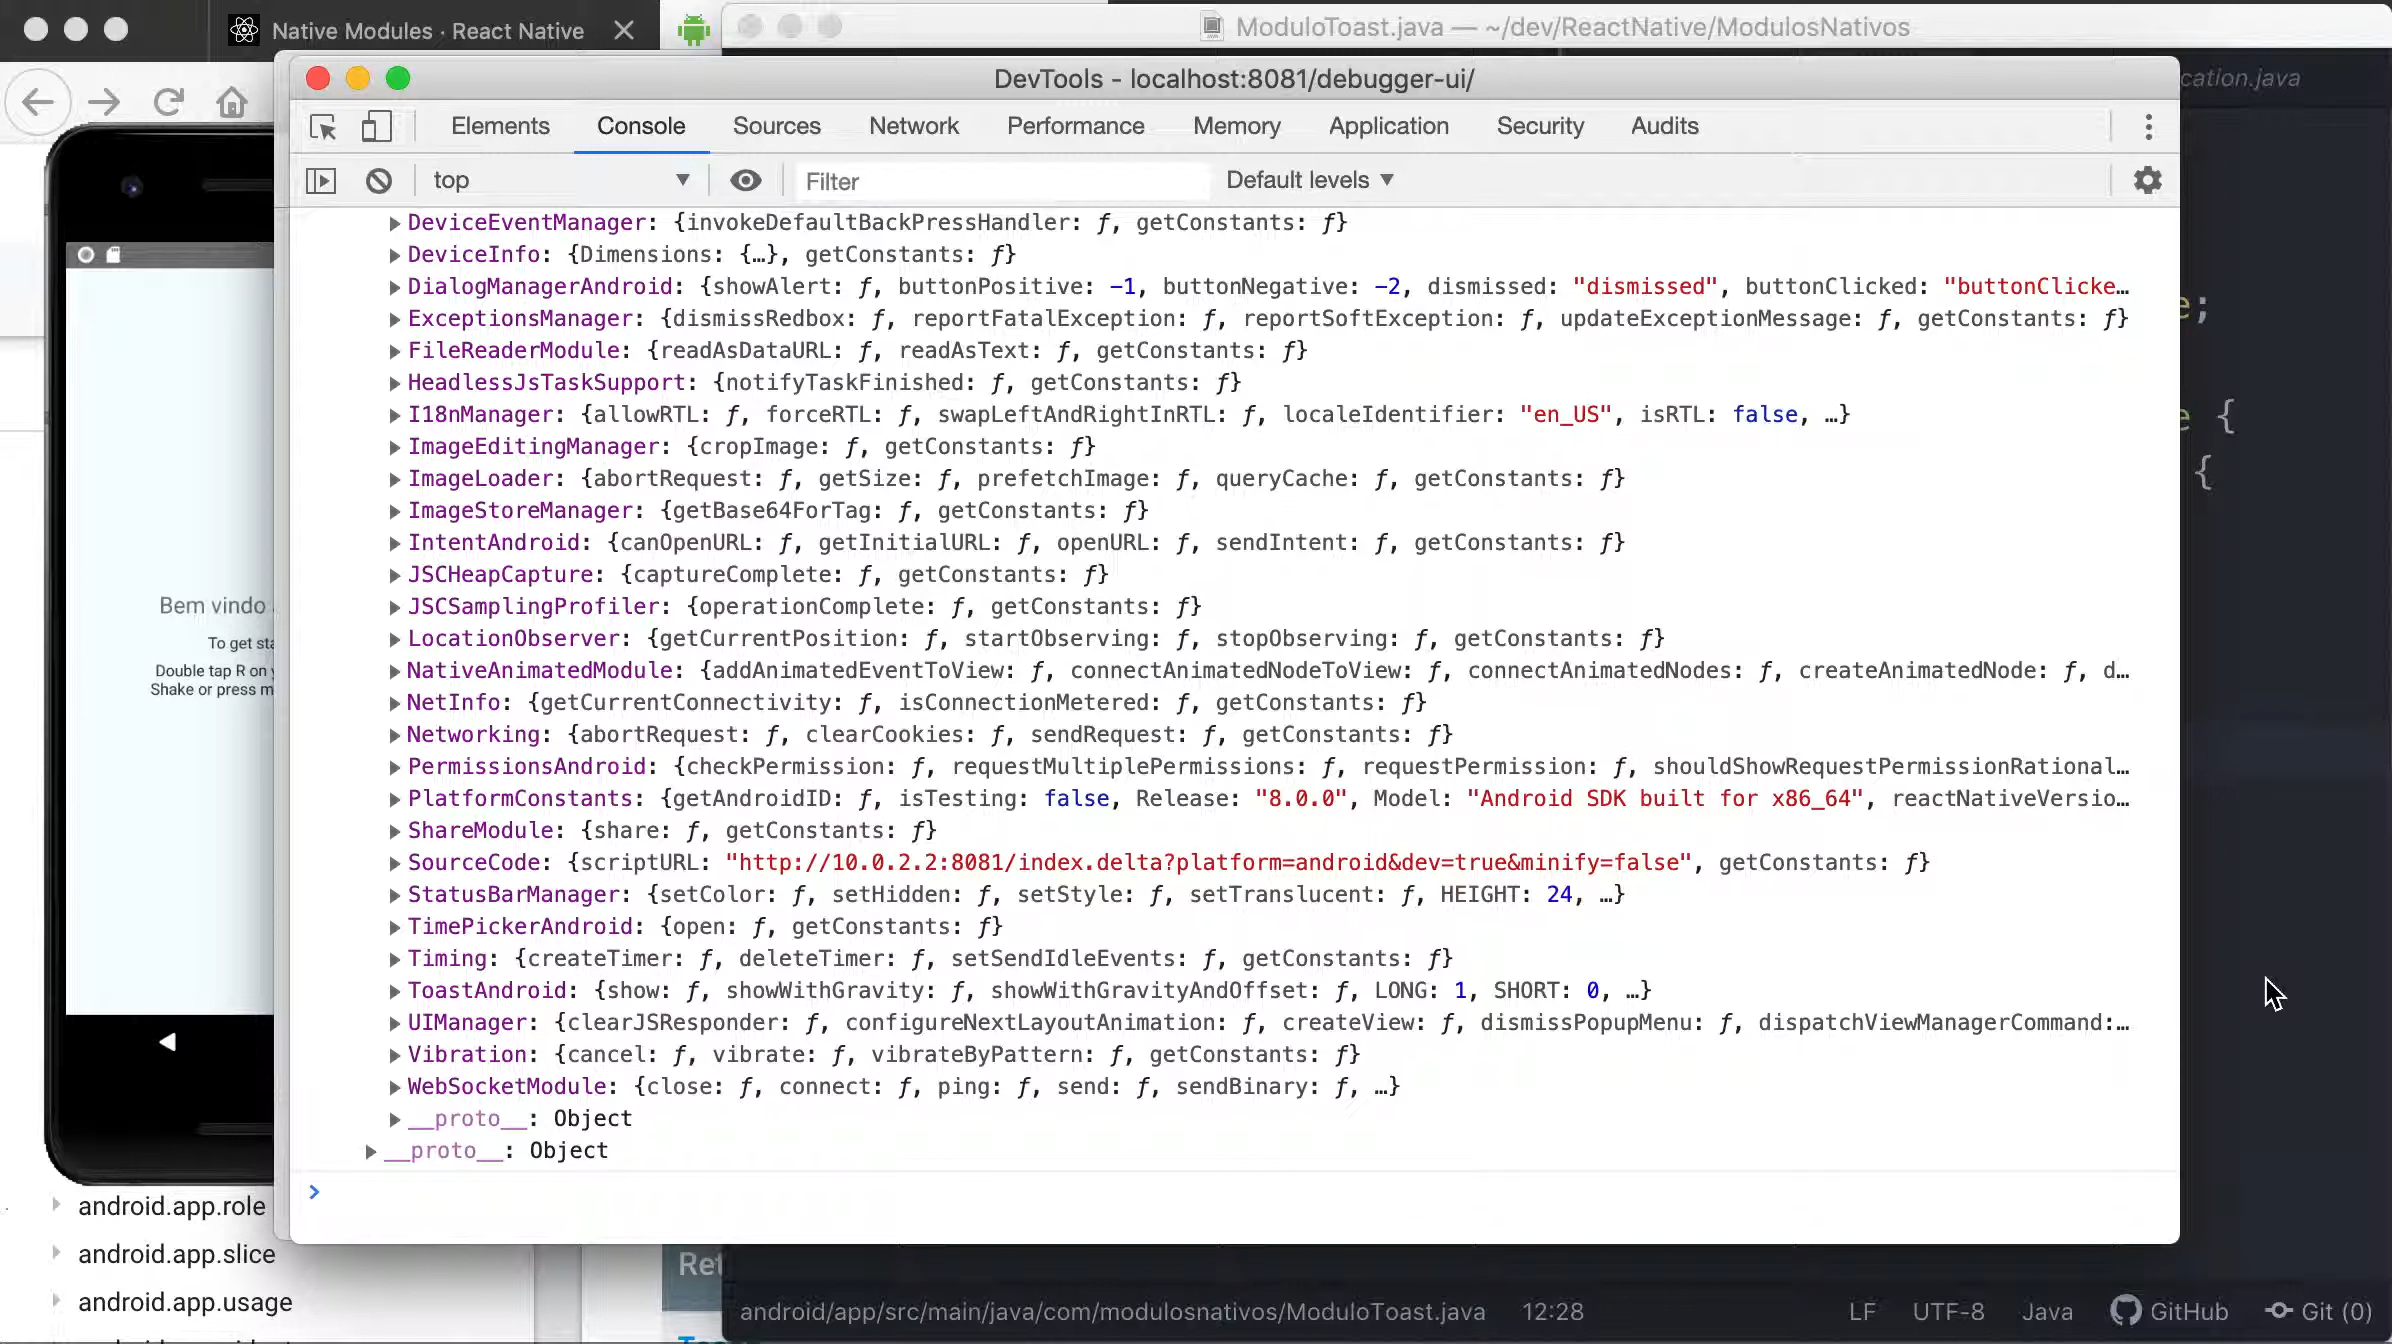 Native Modules · React Native
ModuloToast.java — ~/dev/ReactNative/ModulosNativos
DevTools - localhost:8081/debugger-ui/
cation.java
Elements Console Sources Network Performance Memory Application Security Audits
top Filter Default levels
DeviceEventManager: {invokeDefaultBackPressHandler: ƒ, getConstants: ƒ}
DeviceInfo: {Dimensions: {…}, getConstants: ƒ}
DialogManagerAndroid: {showAlert: ƒ, buttonPositive: −1, buttonNegative: −2, dismissed: "dismissed", buttonClicked: "buttonClicke…
ExceptionsManager: {dismissRedbox: ƒ, reportFatalException: ƒ, reportSoftException: ƒ, updateExceptionMessage: ƒ, getConstants: ƒ}
e;
FileReaderModule: {readAsDataURL: ƒ, readAsText: ƒ, getConstants: ƒ}
HeadlessJsTaskSupport: {notifyTaskFinished: ƒ, getConstants: ƒ}
I18nManager: {allowRTL: ƒ, forceRTL: ƒ, swapLeftAndRightInRTL: ƒ, localeIdentifier: "en_US", isRTL: false, …}
e {
ImageEditingManager: {cropImage: ƒ, getConstants: ƒ}
ImageLoader: {abortRequest: ƒ, getSize: ƒ, prefetchImage: ƒ, queryCache: ƒ, getConstants: ƒ}
{
ImageStoreManager: {getBase64ForTag: ƒ, getConstants: ƒ}
IntentAndroid: {canOpenURL: ƒ, getInitialURL: ƒ, openURL: ƒ, sendIntent: ƒ, getConstants: ƒ}
JSCHeapCapture: {captureComplete: ƒ, getConstants: ƒ}
JSCSamplingProfiler: {operationComplete: ƒ, getConstants: ƒ}
LocationObserver: {getCurrentPosition: ƒ, startObserving: ƒ, stopObserving: ƒ, getConstants: ƒ}
NativeAnimatedModule: {addAnimatedEventToView: ƒ, connectAnimatedNodeToView: ƒ, connectAnimatedNodes: ƒ, createAnimatedNode: ƒ, d…
NetInfo: {getCurrentConnectivity: ƒ, isConnectionMetered: ƒ, getConstants: ƒ}
Networking: {abortRequest: ƒ, clearCookies: ƒ, sendRequest: ƒ, getConstants: ƒ}
PermissionsAndroid: {checkPermission: ƒ, requestMultiplePermissions: ƒ, requestPermission: ƒ, shouldShowRequestPermissionRational…
PlatformConstants: {getAndroidID: ƒ, isTesting: false, Release: "8.0.0", Model: "Android SDK built for x86_64", reactNativeVersio…
ShareModule: {share: ƒ, getConstants: ƒ}
SourceCode: {scriptURL: "http://10.0.2.2:8081/index.delta?platform=android&dev=true&minify=false", getConstants: ƒ}
StatusBarManager: {setColor: ƒ, setHidden: ƒ, setStyle: ƒ, setTranslucent: ƒ, HEIGHT: 24, …}
TimePickerAndroid: {open: ƒ, getConstants: ƒ}
Timing: {createTimer: ƒ, deleteTimer: ƒ, setSendIdleEvents: ƒ, getConstants: ƒ}
ToastAndroid: {show: ƒ, showWithGravity: ƒ, showWithGravityAndOffset: ƒ, LONG: 1, SHORT: 0, …}
UIManager: {clearJSResponder: ƒ, configureNextLayoutAnimation: ƒ, createView: ƒ, dismissPopupMenu: ƒ, dispatchViewManagerCommand:…
Vibration: {cancel: ƒ, vibrate: ƒ, vibrateByPattern: ƒ, getConstants: ƒ}
WebSocketModule: {close: ƒ, connect: ƒ, ping: ƒ, send: ƒ, sendBinary: ƒ, …}
__proto__: Object
__proto__: Object
Bem vindo
To get sta
Double tap R on
Shake or press m
android.app.role
android.app.slice
android.app.usage
Ret
android/app/src/main/java/com/modulosnativos/ModuloToast.java 12:28 LF UTF-8 Java GitHub Git (0)